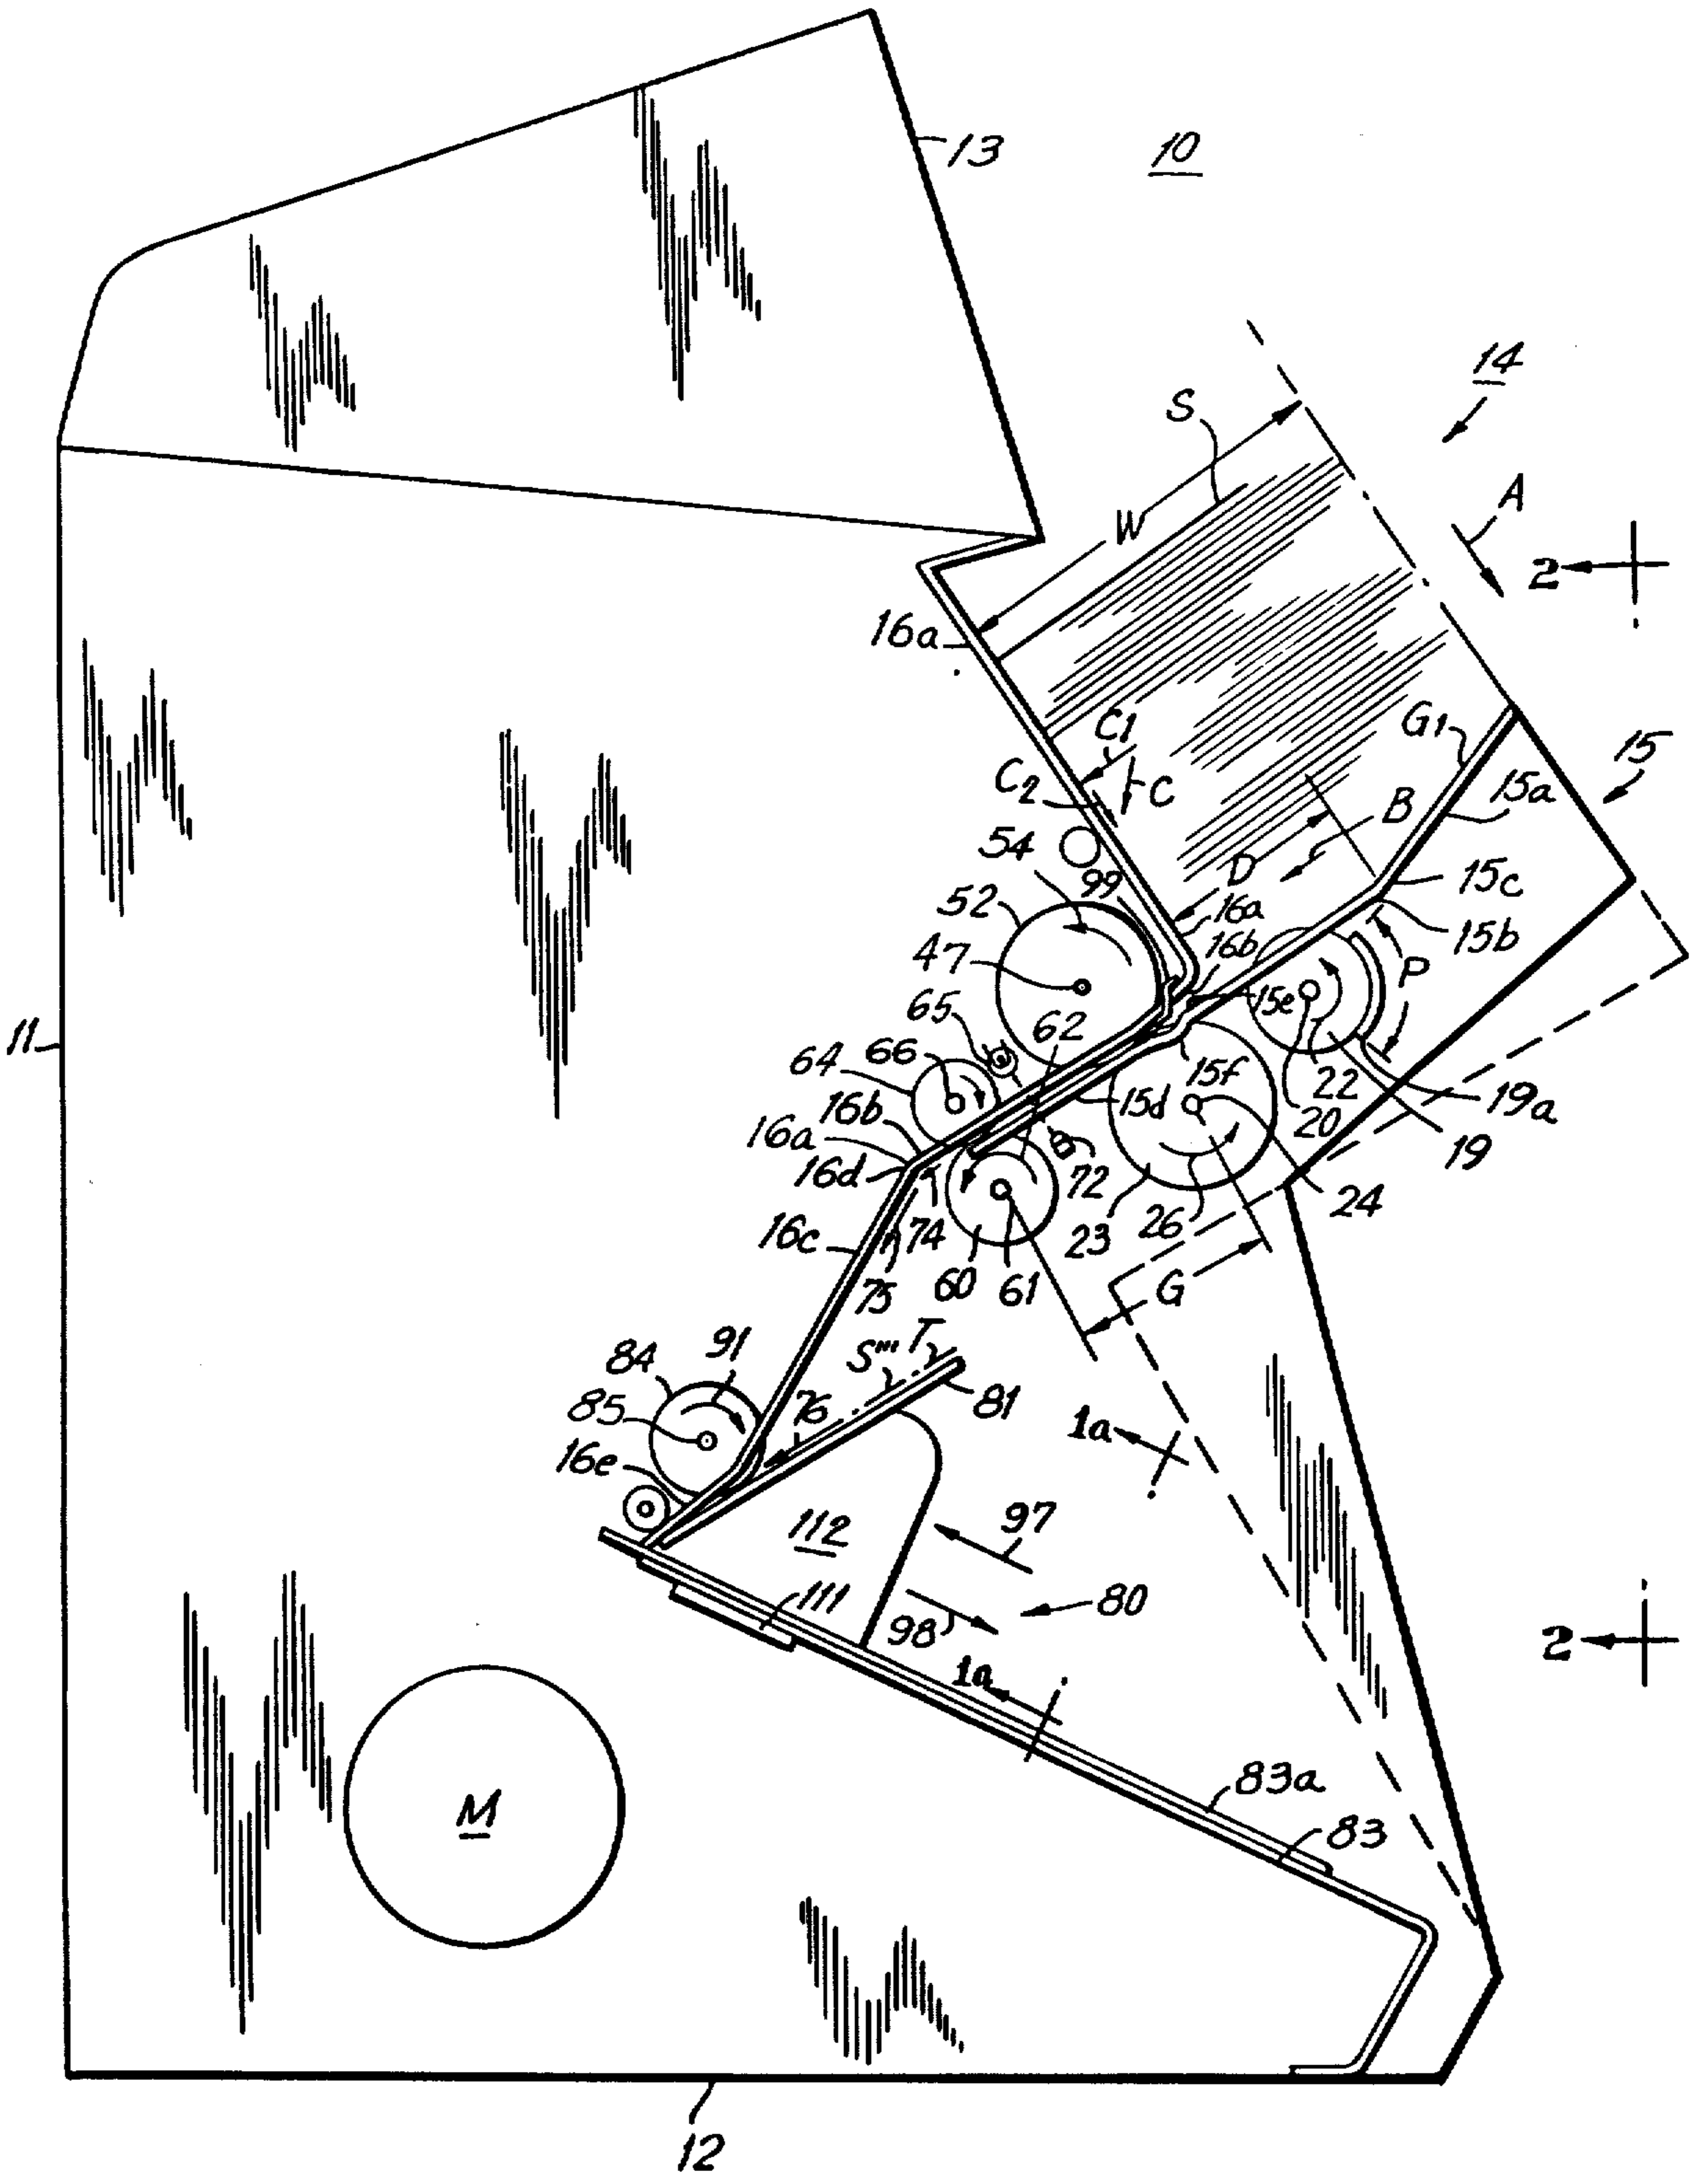 13
10
14
S
W
A
2
16a
C1
G1
15
C2
C
15a
54
B
D
15c
99
16a
52
16b
15b
47
P
15e
65
62
11
66
64
15f
22
16b
15d
20
19a
16a
19
16d
72
74
23
26
24
16c
75
60
61
G
91
S''' T
84
81
85
76
1a
16e
97
112
111
80
98
2
1a
83a
M
83
12